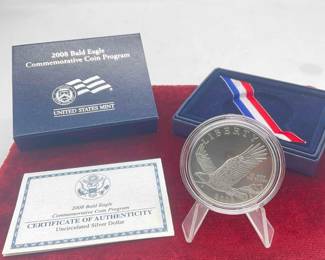 2008 Bald Eagle
Commemorative Coin Program
UNITED STATES MINT
LIBERTY
2008 Bald Eagle
Commemorative Coin Program
CERTIFICATE OF AUTHENTICITY
Uncirculated Silver Dollar